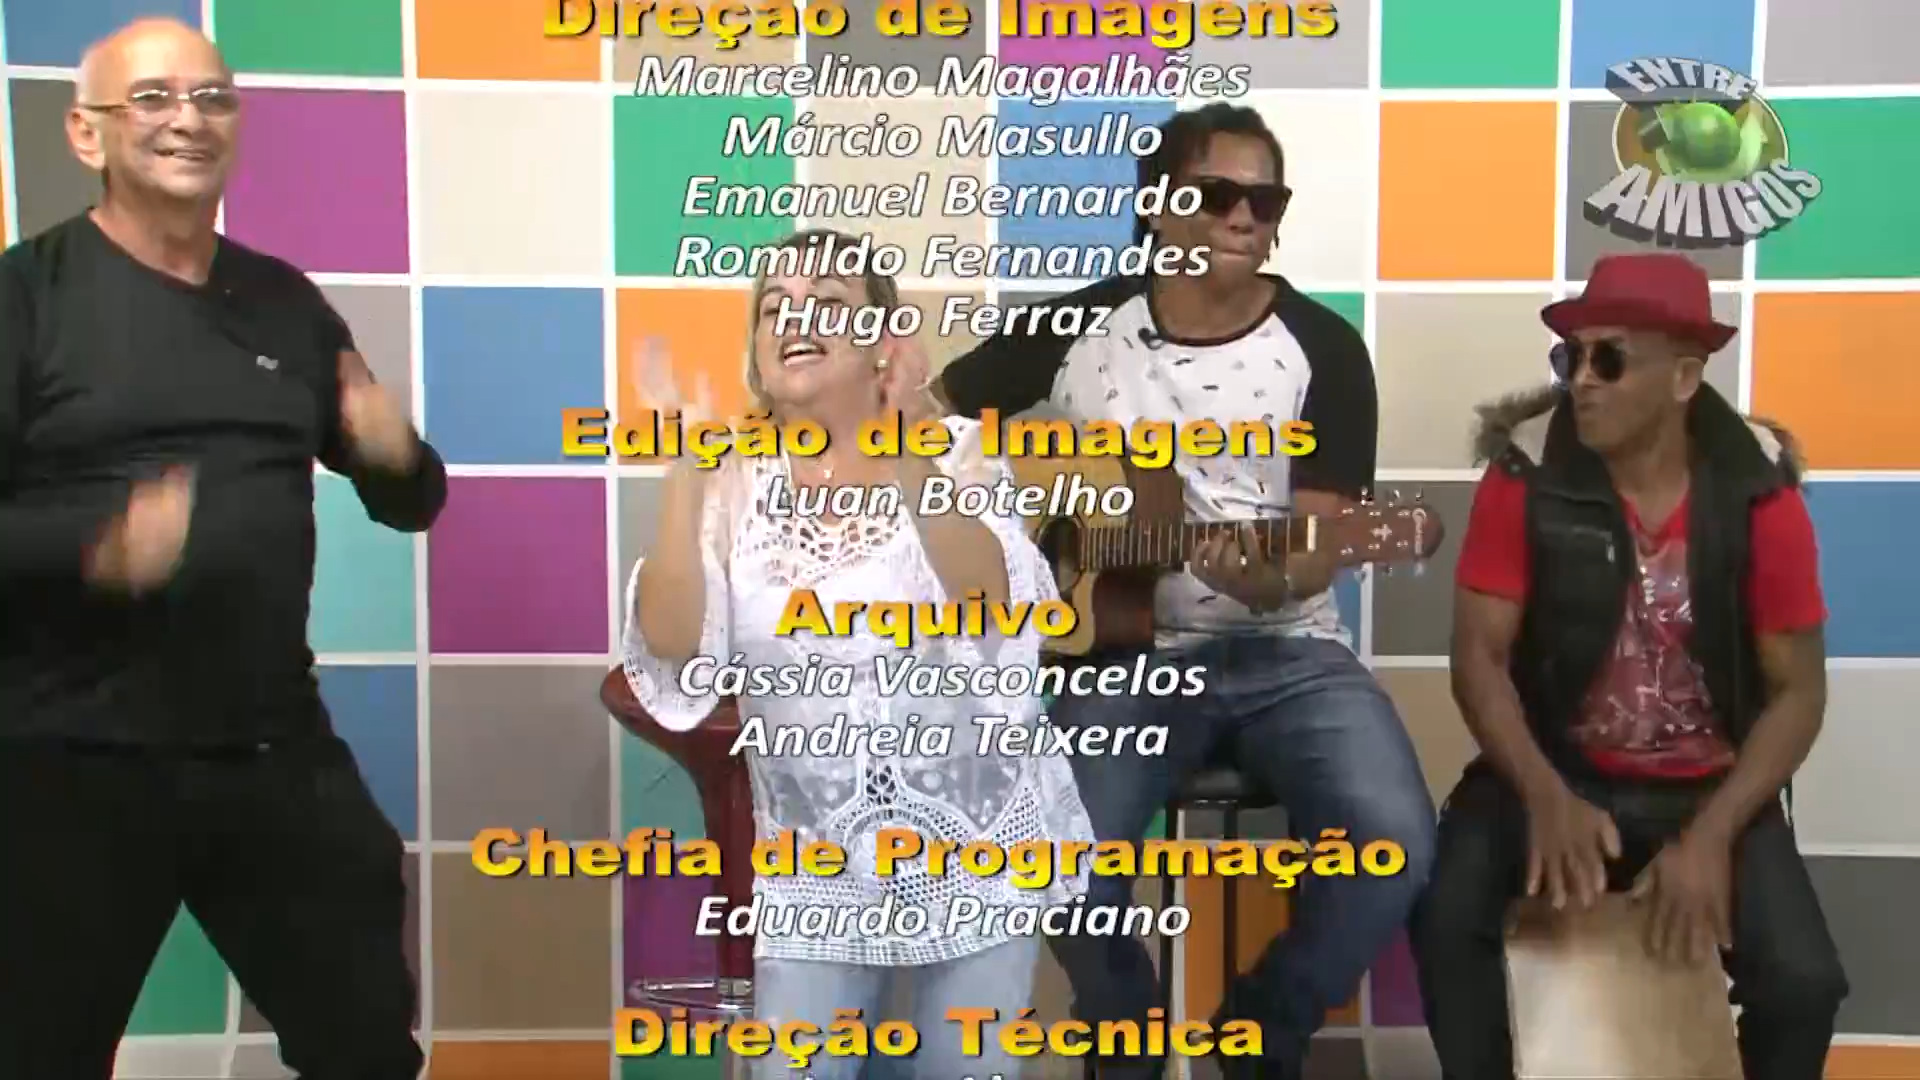 Direção de Imagens
Marcelino Magalhães
Márcio Masullo
Emanuel Bernardo
Romildo Fernandes
Hugo Ferraz
Edição de Imagens
Luan Botelho
Arquivo
Cássia Vasconcelos
Andreia Teixera
Chefia de Programação
Eduardo Praciano
Direção Técnica
ENTRE
AMIGOS